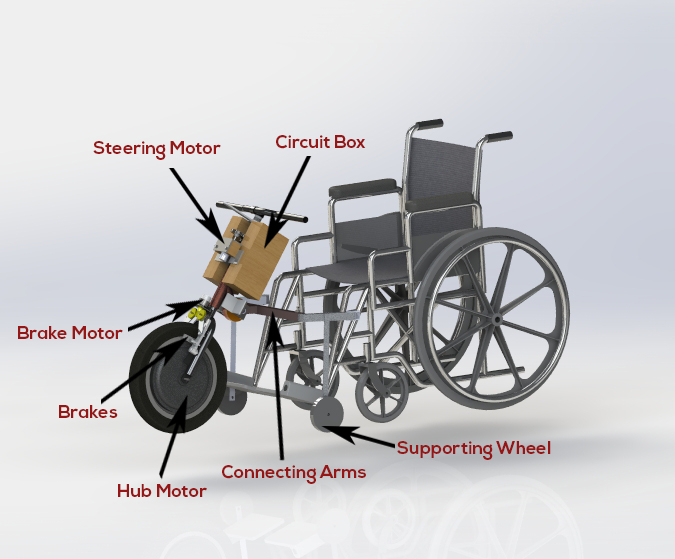 Steering Motor
Circuit Box
Brake Motor
Brakes
Supporting Wheel
Connecting Arms
Hub Motor